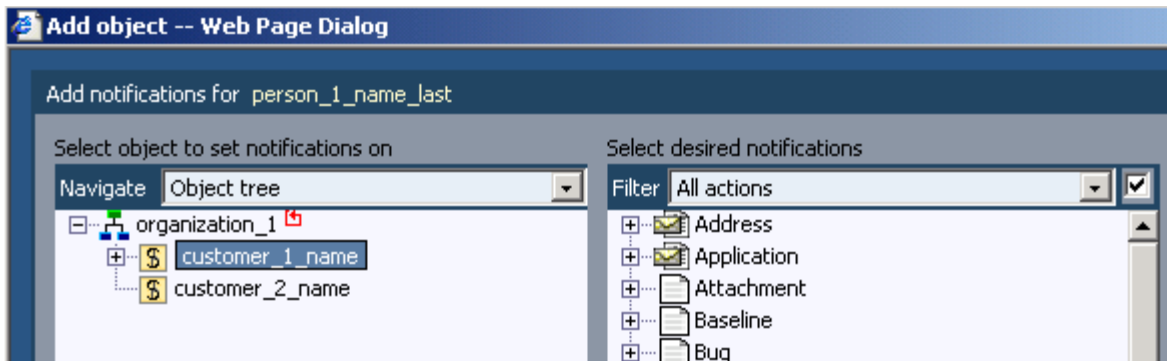 Add object -- Web Page Dialog
Add notifications for person_1_name_last
Select object to set notifications on
Navigate Object tree
organization_1
customer_1_name
customer_2_name
Select desired notifications
Filter All actions
Address
Application
Attachment
Baseline
Bug